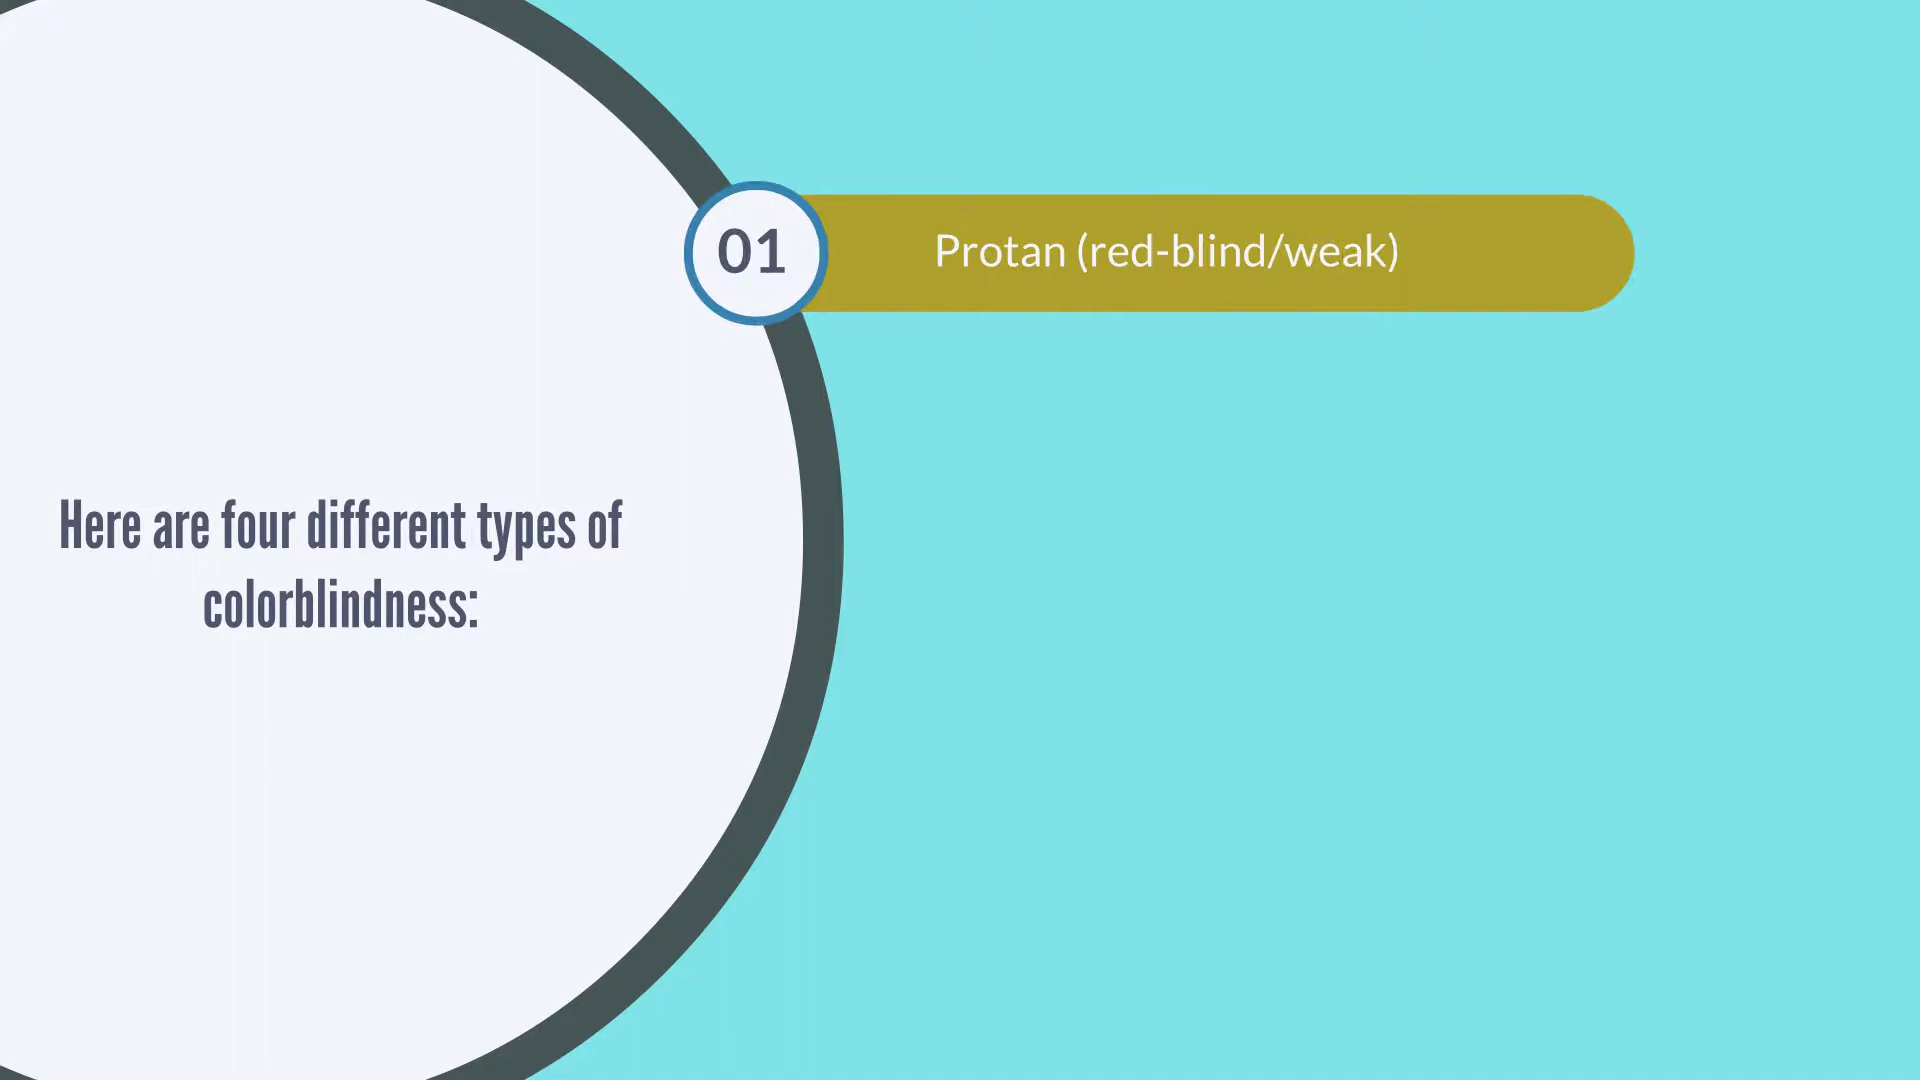 Here are four different types of
colorblindness:
01
Protan (red-blind/weak)